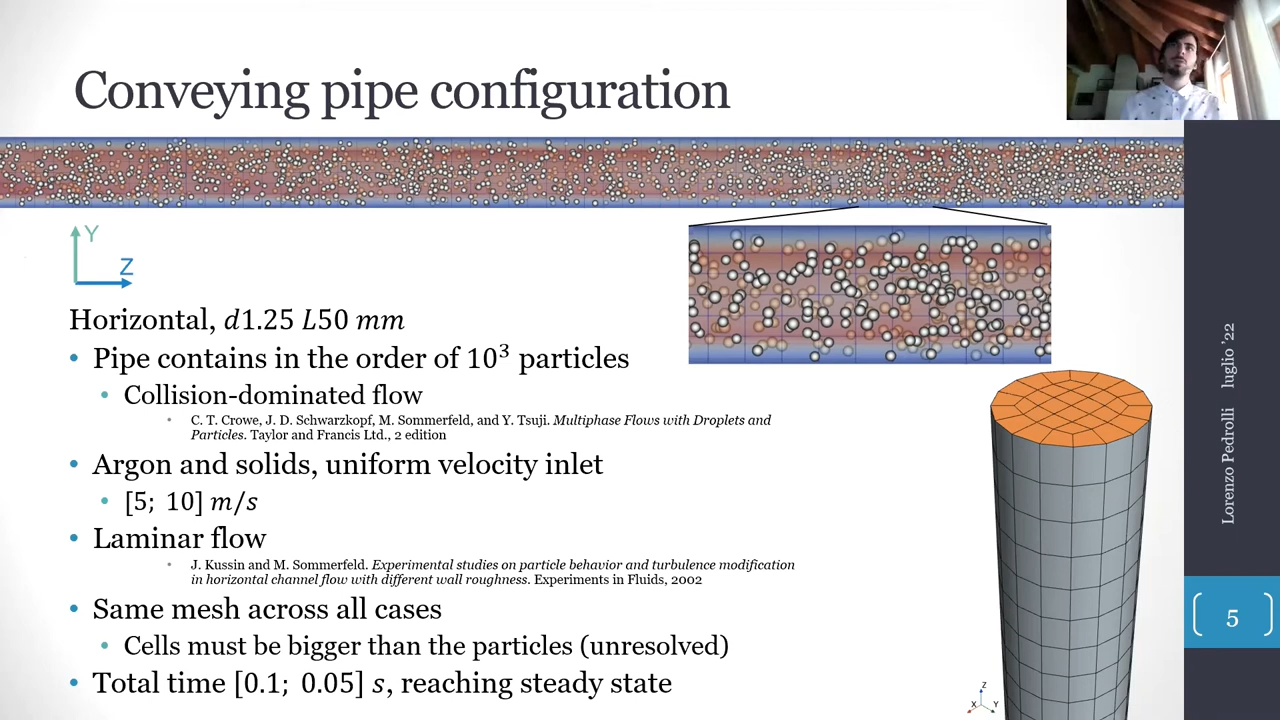 Conveying pipe configuration
Y
Z
Horizontal, d1.25 L50 mm
• Pipe contains in the order of 10³ particles
• Collision-dominated flow
• C. T. Crowe, J. D. Schwarzkopf, M. Sommerfeld, and Y. Tsuji. Multiphase Flows with Droplets and
Particles. Taylor and Francis Ltd., 2 edition
• Argon and solids, uniform velocity inlet
• [5; 10] m/s
• Laminar flow
• J. Kussin and M. Sommerfeld. Experimental studies on particle behavior and turbulence modification
in horizontal channel flow with different wall roughness. Experiments in Fluids, 2002
• Same mesh across all cases
• Cells must be bigger than the particles (unresolved)
• Total time [0.1; 0.05] s, reaching steady state
Z
X Y
Lorenzo Pedrolli luglio '22
5